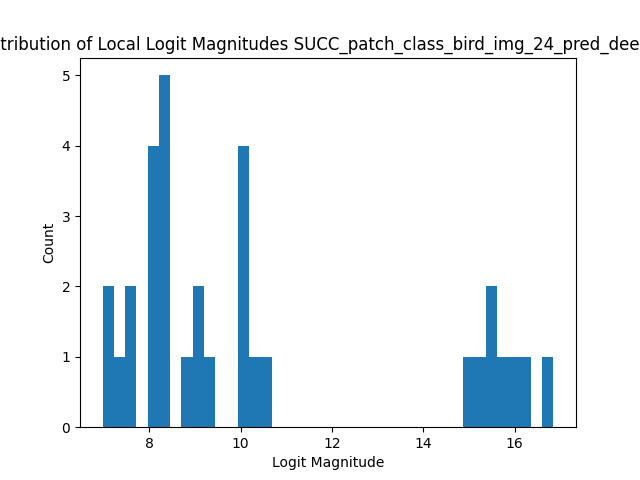 tribution of Local Logit Magnitudes SUCC_patch_class_bird_img_24_pred_dee
5
4
3
2
1
0
Count
8 10 12 14 16
Logit Magnitude